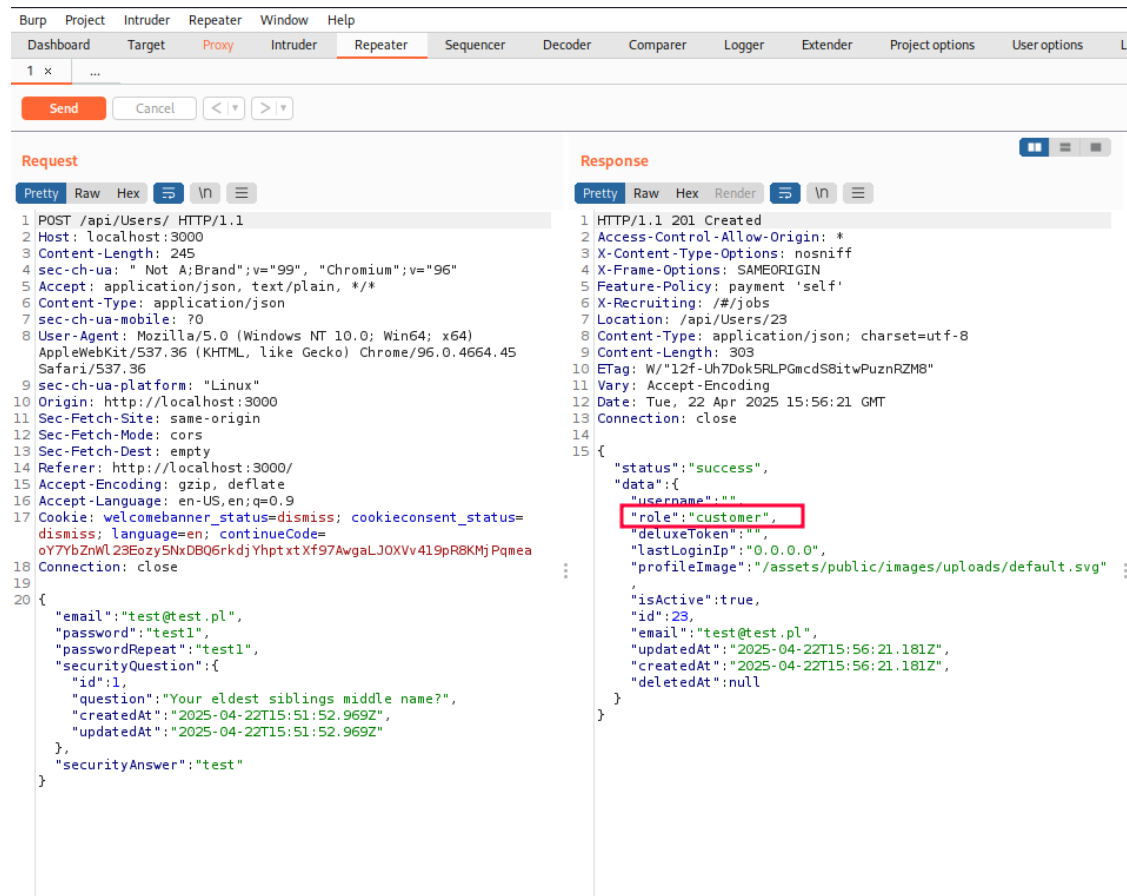 Burp Project Intruder Repeater Window Help
Dashboard Target Proxy Intruder Repeater Sequencer Decoder Comparer Logger Extender Project options User options L
1 × ...
Send Cancel < | ▼ > | ▼
Request
Pretty Raw Hex \n
1 POST /api/Users/ HTTP/1.1
2 Host: localhost:3000
3 Content-Length: 245
4 sec-ch-ua: " Not A;Brand";v="99", "Chromium";v="96"
5 Accept: application/json, text/plain, */*
6 Content-Type: application/json
7 sec-ch-ua-mobile: ?0
8 User-Agent: Mozilla/5.0 (Windows NT 10.0; Win64; x64)
AppleWebKit/537.36 (KHTML, like Gecko) Chrome/96.0.4664.45
Safari/537.36
9 sec-ch-ua-platform: "Linux"
10 Origin: http://localhost:3000
11 Sec-Fetch-Site: same-origin
12 Sec-Fetch-Mode: cors
13 Sec-Fetch-Dest: empty
14 Referer: http://localhost:3000/
15 Accept-Encoding: gzip, deflate
16 Accept-Language: en-US,en;q=0.9
17 Cookie: welcomebanner_status=dismiss; cookieconsent_status=
dismiss; language=en; continueCode=
oY7YbZnWl23Eozy5NxDBQ6rkdjYhptxtXf97AwgaLJOXVv419pR8KMjPqmea
18 Connection: close
19
20 {
"email":"test@test.pl",
"password":"test1",
"passwordRepeat":"test1",
"securityQuestion":{
"id":1,
"question":"Your eldest siblings middle name?",
"createdAt":"2025-04-22T15:51:52.969Z",
"updatedAt":"2025-04-22T15:51:52.969Z"
},
"securityAnswer":"test"
}
Response
Pretty Raw Hex Render \n
1 HTTP/1.1 201 Created
2 Access-Control-Allow-Origin: *
3 X-Content-Type-Options: nosniff
4 X-Frame-Options: SAMEORIGIN
5 Feature-Policy: payment 'self'
6 X-Recruiting: /#/jobs
7 Location: /api/Users/23
8 Content-Type: application/json; charset=utf-8
9 Content-Length: 303
10 ETag: W/"12f-Uh7Dok5RLPGmcdS8itwPuznRZM8"
11 Vary: Accept-Encoding
12 Date: Tue, 22 Apr 2025 15:56:21 GMT
13 Connection: close
14
15 {
"status":"success",
"data":{
"username":"",
"role":"customer",
"deluxeToken":"",
"lastLoginIp":"0.0.0.0",
"profileImage":"/assets/public/images/uploads/default.svg"
,
"isActive":true,
"id":23,
"email":"test@test.pl",
"updatedAt":"2025-04-22T15:56:21.181Z",
"createdAt":"2025-04-22T15:56:21.181Z",
"deletedAt":null
}
}